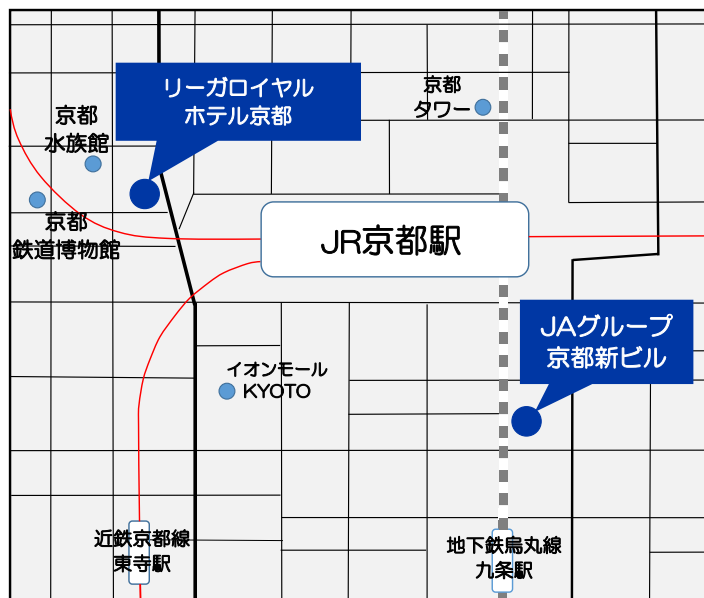 リーガロイヤル
ホテル京都
京都
タワー
京都
水族館
京都
鉄道博物館
JR京都駅
JAグループ
京都新ビル
イオンモール
KYOTO
近鉄京都線
東寺駅
地下鉄烏丸線
九条駅